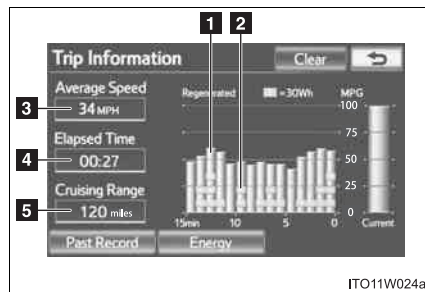 1 2
Trip Information Clear
Average Speed
Regenerated =30Wh MPG
3 34 MPH
100
75
Elapsed Time
4 00:27
50
25
Cruising Range
5 120 miles
0
15min 10 5 0 Current
Past Record Energy
ITO11W024a